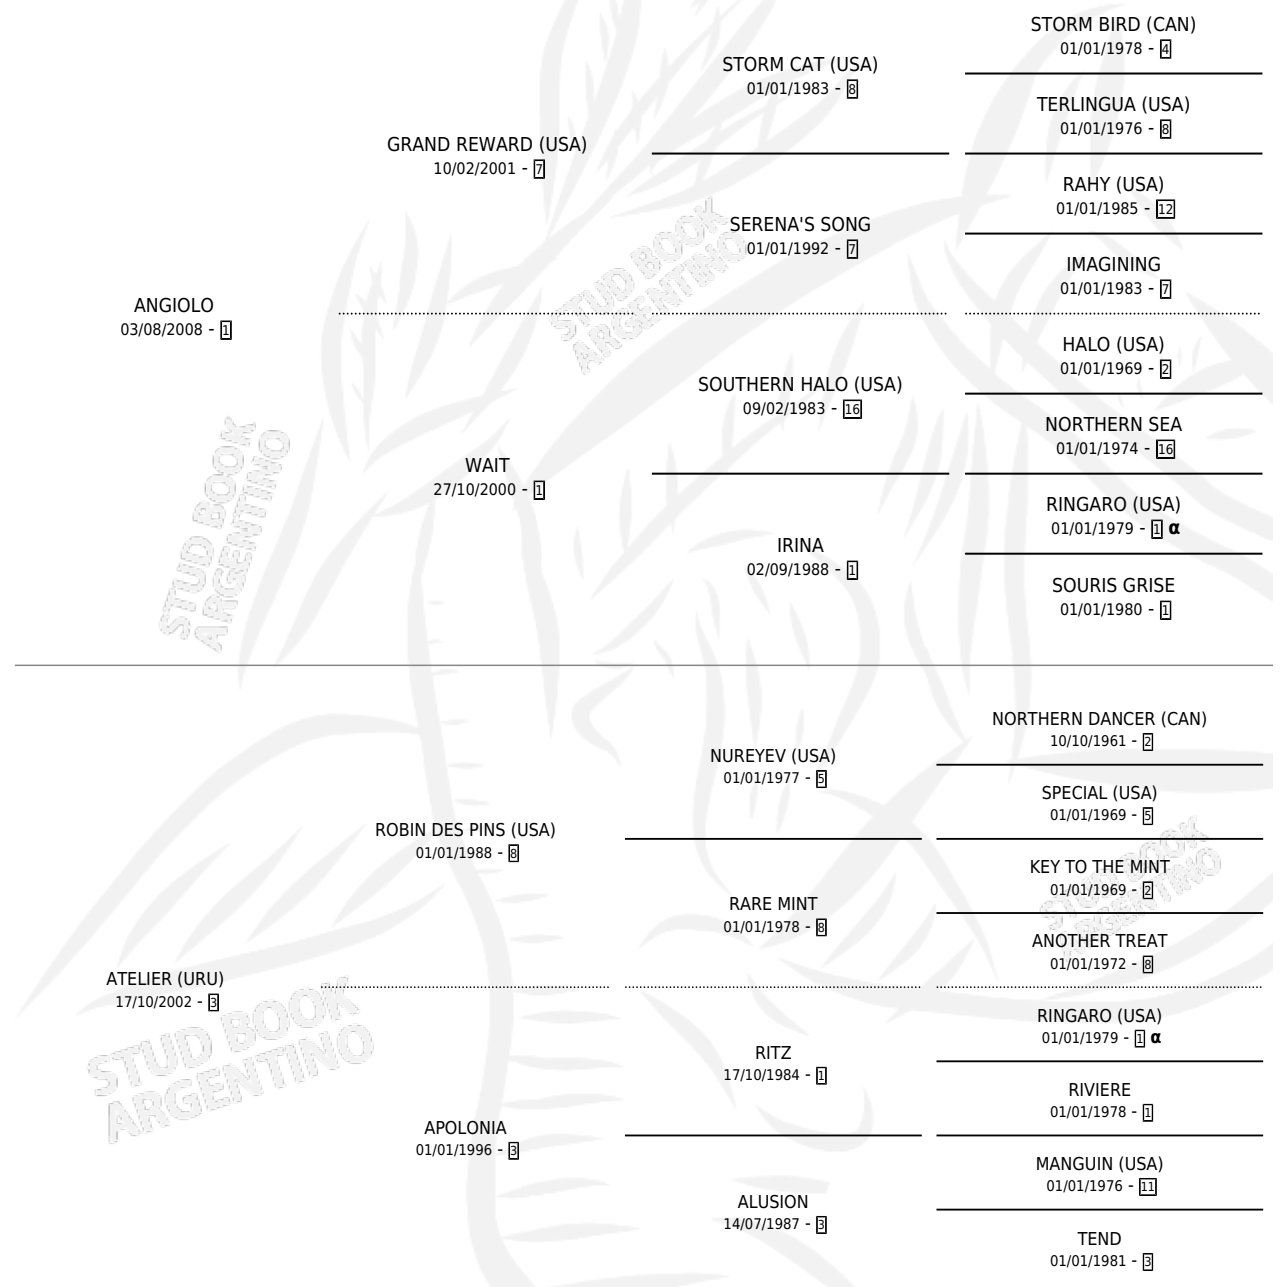 STORM BIRD (CAN)
01/01/1978 - 4
STORM CAT (USA)
01/01/1983 - 8
TERLINGUA (USA)
01/01/1976 - 8
GRAND REWARD (USA)
10/02/2001 - 7
RAHY (USA)
01/01/1985 - 12
SERENA'S SONG
01/01/1992 - 7
IMAGINING
01/01/1983 - 7
ANGIOLO
03/08/2008 - 1
HALO (USA)
01/01/1969 - 2
SOUTHERN HALO (USA)
09/02/1983 - 16
NORTHERN SEA
01/01/1974 - 16
WAIT
27/10/2000 - 1
RINGARO (USA)
01/01/1979 - 1 α
IRINA
02/09/1988 - 1
SOURIS GRISE
01/01/1980 - 1
NORTHERN DANCER (CAN)
10/10/1961 - 2
NUREYEV (USA)
01/01/1977 - 5
SPECIAL (USA)
01/01/1969 - 5
ROBIN DES PINS (USA)
01/01/1988 - 8
KEY TO THE MINT
01/01/1969 - 2
RARE MINT
01/01/1978 - 8
ANOTHER TREAT
01/01/1972 - 8
ATELIER (URU)
17/10/2002 - 3
RINGARO (USA)
01/01/1979 - 1 α
RITZ
17/10/1984 - 1
RIVIERE
01/01/1978 - 1
APOLONIA
01/01/1996 - 3
MANGUIN (USA)
01/01/1976 - 11
ALUSION
14/07/1987 - 3
TEND
01/01/1981 - 3
STUD BOOK
ARGENTINO
STUD BOOK
ARGENTINO
STUD BOOK
ARGENTINO
STUD BOOK
ARGENTINO